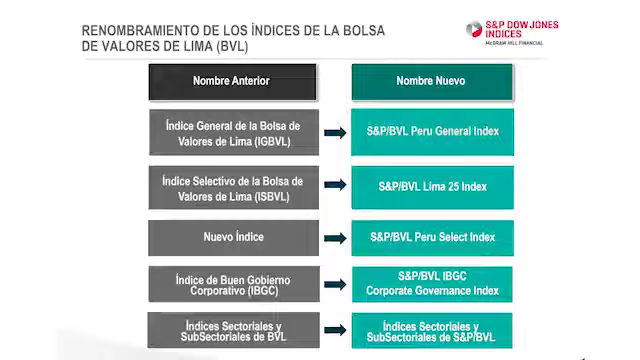 RENOMBRAMIENTO DE LOS ÍNDICES DE LA BOLSA
DE VALORES DE LIMA (BVL)
S&P DOW JONES
INDICES
McGRAW HILL FINANCIAL
Nombre Anterior
Nombre Nuevo
Índice General de la Bolsa de
Valores de Lima (IGBVL)
S&P/BVL Peru General Index
Índice Selectivo de la Bolsa de
Valores de Lima (ISBVL)
S&P/BVL Lima 25 Index
Nuevo Índice
S&P/BVL Peru Select Index
Índice de Buen Gobierno
Corporativo (IBGC)
S&P/BVL IBGC
Corporate Governance Index
Índices Sectoriales y
SubSectoriales de BVL
Índices Sectoriales y
SubSectoriales de S&P/BVL